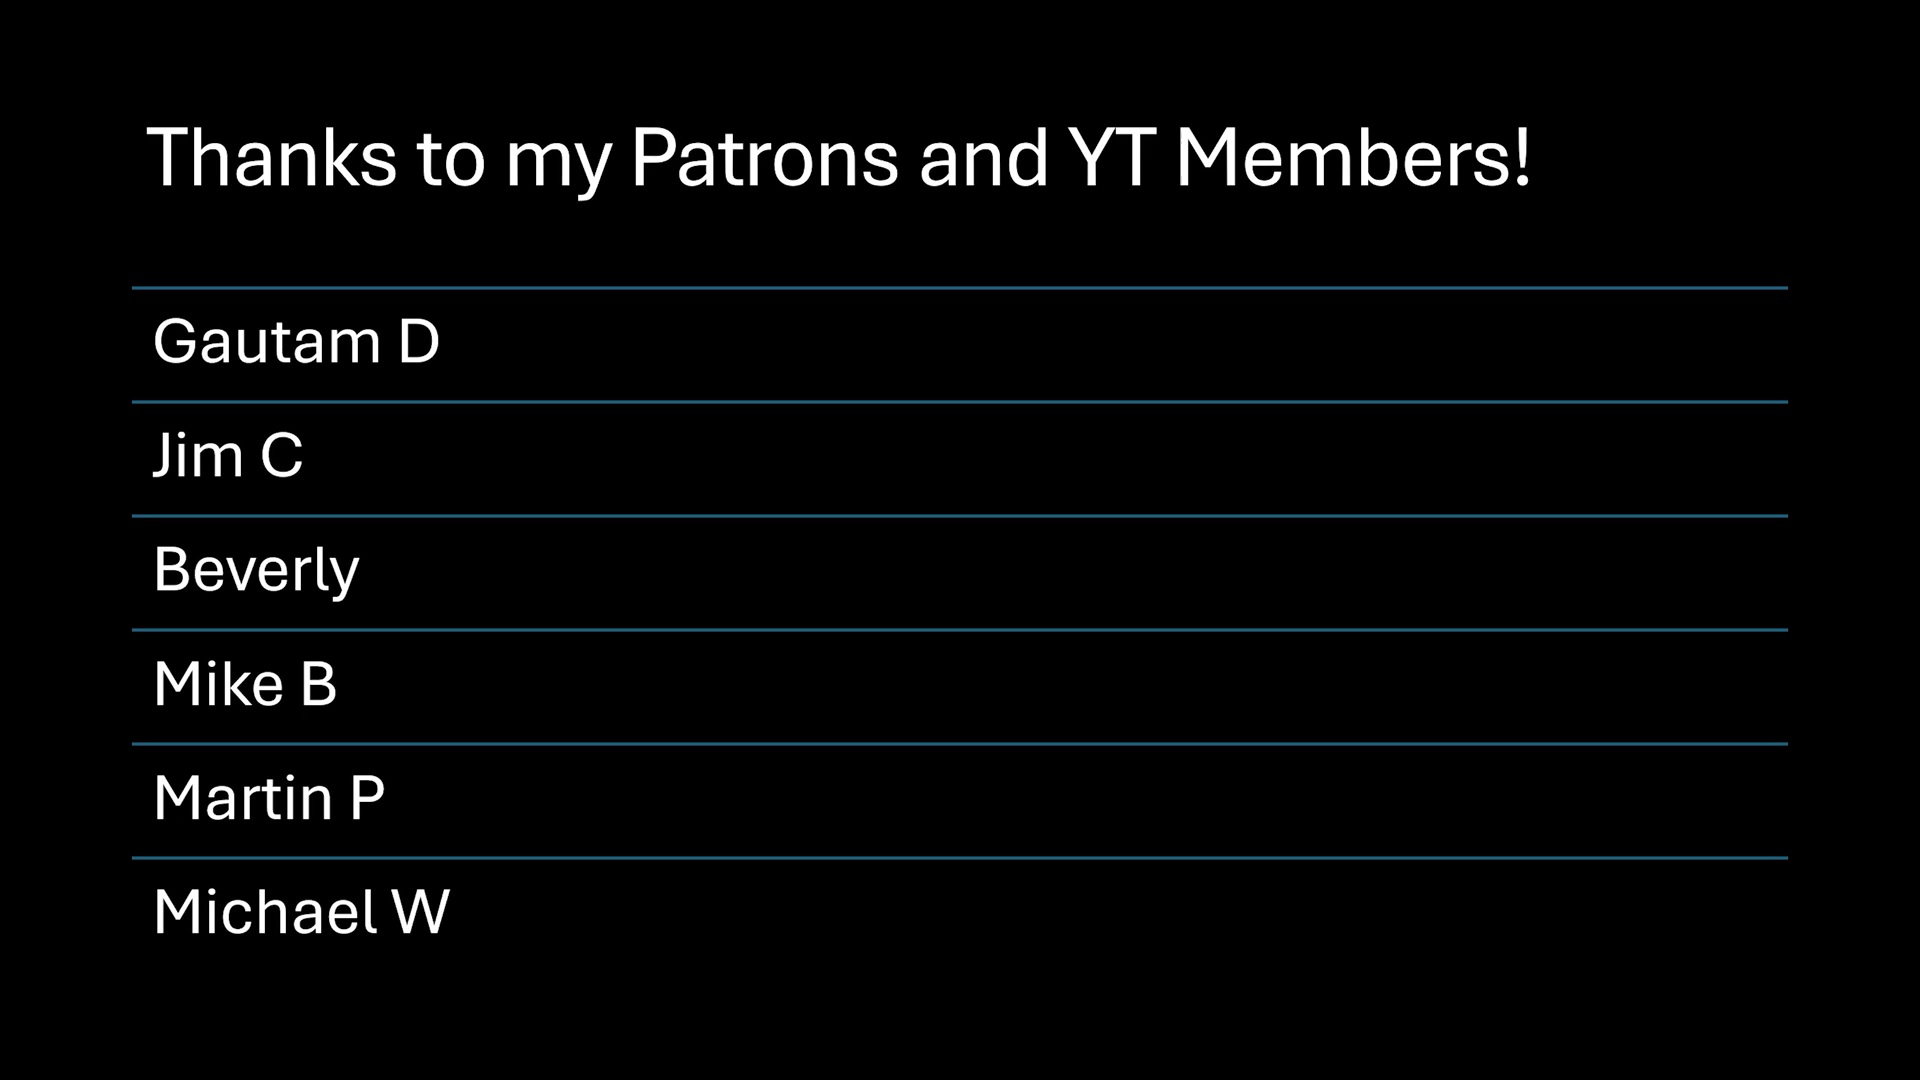 Thanks to my Patrons and YT Members!
Gautam D
Jim C
Beverly
Mike B
Martin P
Michael W